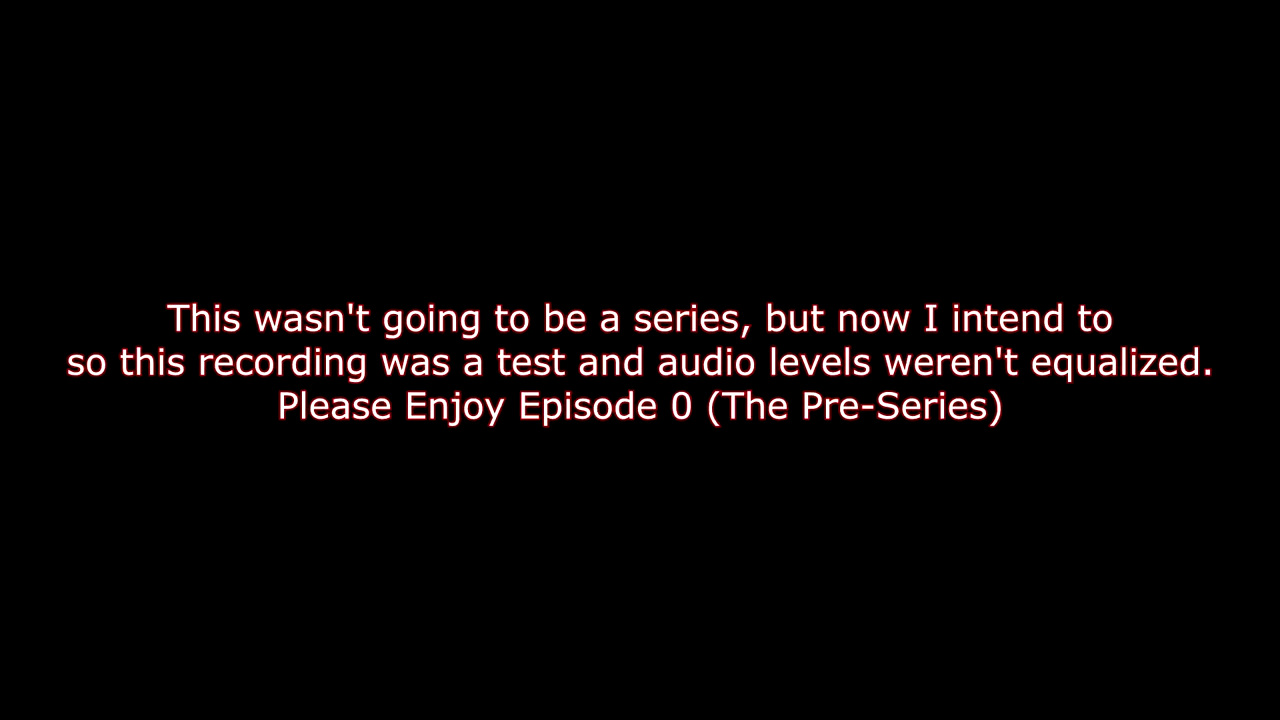 This wasn't going to be a series, but now I intend to
so this recording was a test and audio levels weren't equalized.
Please Enjoy Episode 0 (The Pre-Series)